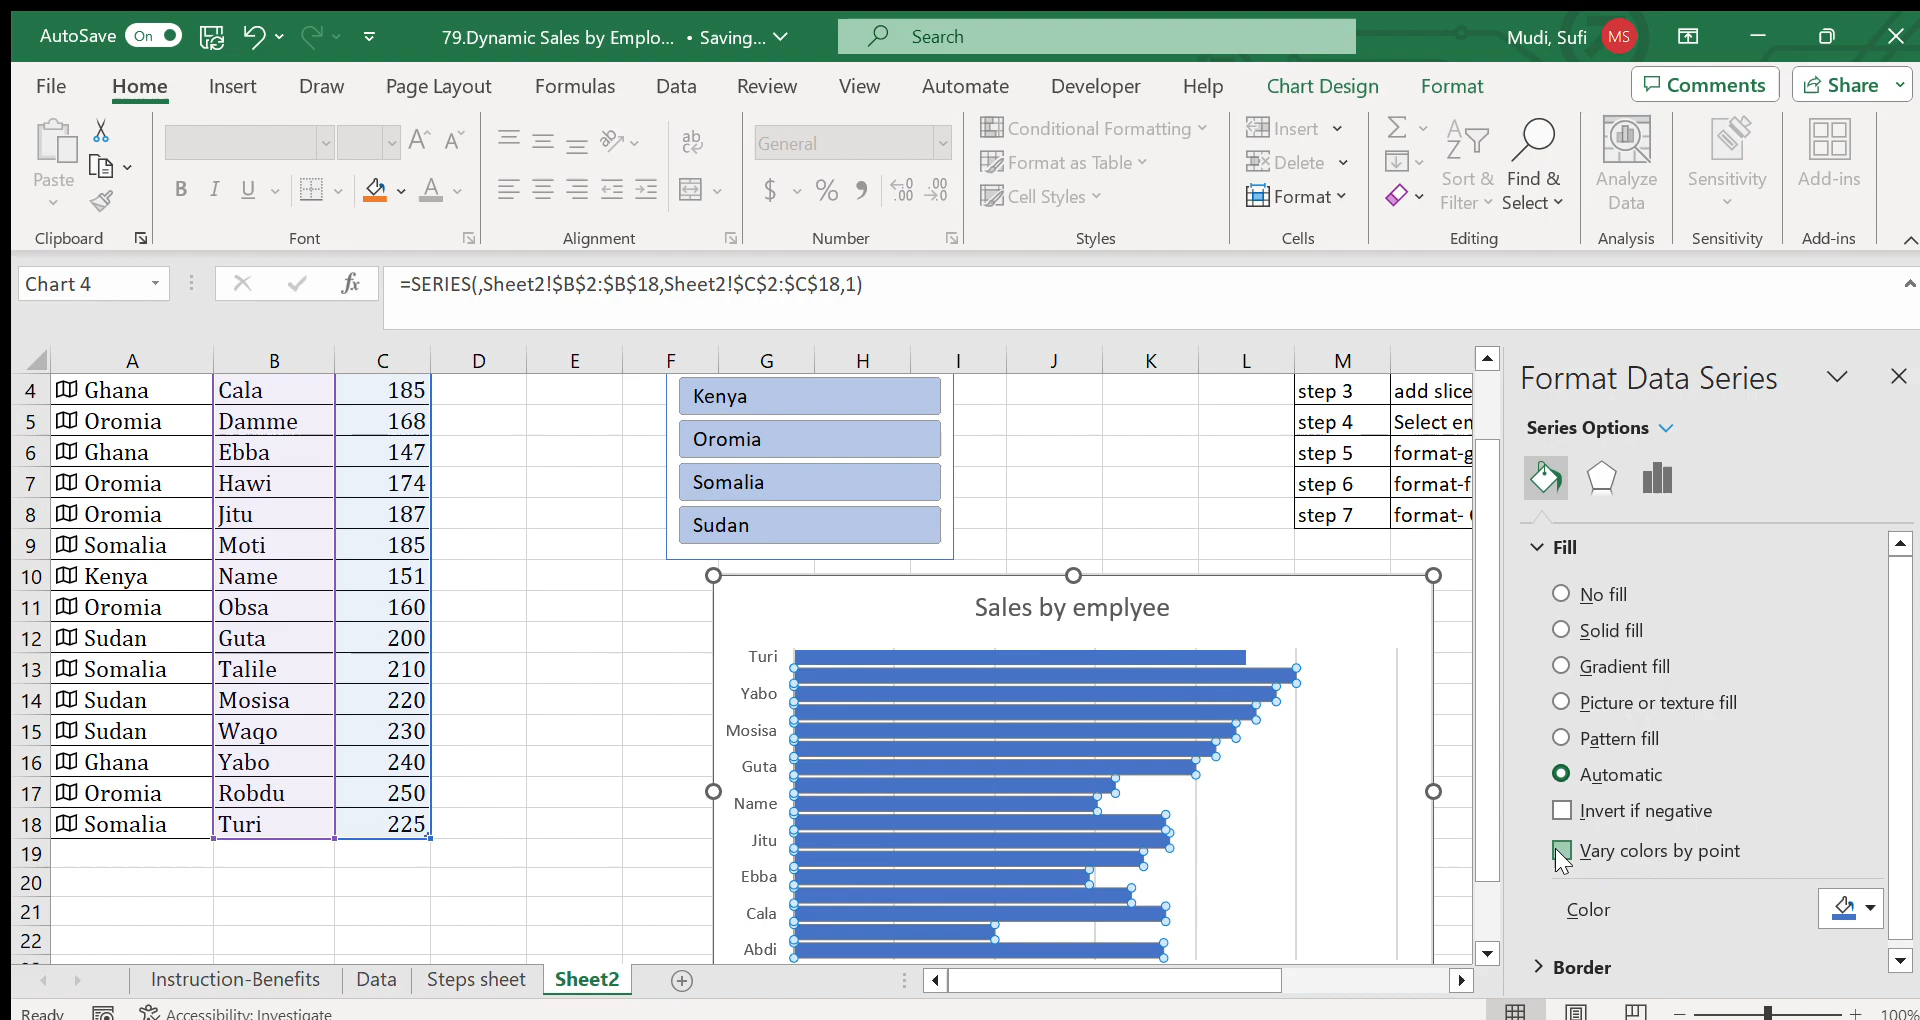 AutoSave On 79.Dynamic Sales by Emplo... • Saving... Search Mudi, Sufi MS
File Home Insert Draw Page Layout Formulas Data Review View Automate Developer Help Chart Design Format Comments Share
Paste
General
Conditional Formatting
Format as Table
Cell Styles
Insert
Delete
Format
Sort & Filter
Find & Select
Analyze Data
Sensitivity
Add-ins
Clipboard Font Alignment Number Styles Cells Editing Analysis Sensitivity Add-ins
Chart 4 fx =SERIES(,Sheet2!$B$2:$B$18,Sheet2!$C$2:$C$18,1)
A B C D E F G H I J K L M
4 Ghana Cala 185
5 Oromia Damme 168
6 Ghana Ebba 147
7 Oromia Hawi 174
8 Oromia Jitu 187
9 Somalia Moti 185
10 Kenya Name 151
11 Oromia Obsa 160
12 Sudan Guta 200
13 Somalia Talile 210
14 Sudan Mosisa 220
15 Sudan Waqo 230
16 Ghana Yabo 240
17 Oromia Robdu 250
18 Somalia Turi 225
19
20
21
22
Kenya
Oromia
Somalia
Sudan
step 3 add slice
step 4 Select en
step 5 format-g
step 6 format-f
step 7 format-
Sales by emplyee
Turi
Yabo
Mosisa
Guta
Name
Jitu
Ebba
Cala
Abdi
Format Data Series
Series Options
Fill
No fill
Solid fill
Gradient fill
Picture or texture fill
Pattern fill
Automatic
Invert if negative
Vary colors by point
Color
Border
Instruction-Benefits Data Steps sheet Sheet2
Ready Accessibility: Investigate 100%